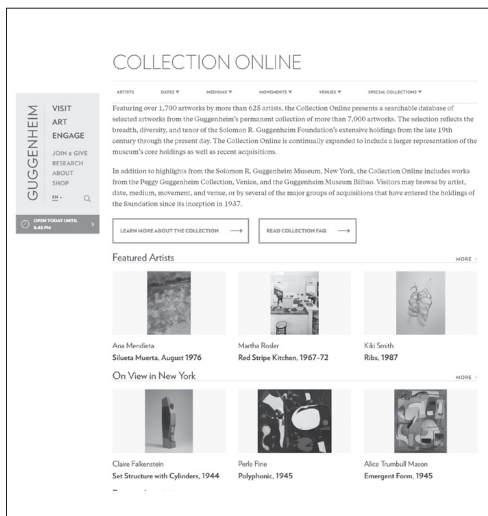 COLLECTION ONLINE
ARTISTS DATES ▼ MEDIUMS ▼ MOVEMENTS ▼ VENUES ▼ SPECIAL COLLECTIONS ▼
GUGGENHEIM
VISIT
ART
ENGAGE
JOIN & GIVE
RESEARCH
ABOUT
SHOP
EN
OPEN TODAY UNTIL
5:45 PM
Featuring over 1,700 artworks by more than 625 artists, the Collection Online presents a searchable database of
selected artworks from the Guggenheim's permanent collection of more than 7,000 artworks. The selection reflects the
breadth, diversity, and tenor of the Solomon R. Guggenheim Foundation's extensive holdings from the late 19th
century through the present day. The Collection Online is continually expanded to include a larger representation of the
museum's core holdings as well as recent acquisitions.
In addition to highlights from the Solomon R. Guggenheim Museum, New York, the Collection Online includes works
from the Peggy Guggenheim Collection, Venice, and the Guggenheim Museum Bilbao. Visitors may browse by artist,
date, medium, movement, and venue, or by several of the major groups of acquisitions that have entered the holdings of
the foundation since its inception in 1937.
LEARN MORE ABOUT THE COLLECTION
READ COLLECTION FAQ
Featured Artists
MORE
Ana Mendieta
Silueta Muerta, August 1976
Martha Rosler
Red Stripe Kitchen, 1967–72
Kiki Smith
Ribs, 1987
On View in New York
MORE
Claire Falkenstein
Set Structure with Cylinders, 1944
Perle Fine
Polyphonic, 1945
Alice Trumbull Mason
Emergent Form, 1945